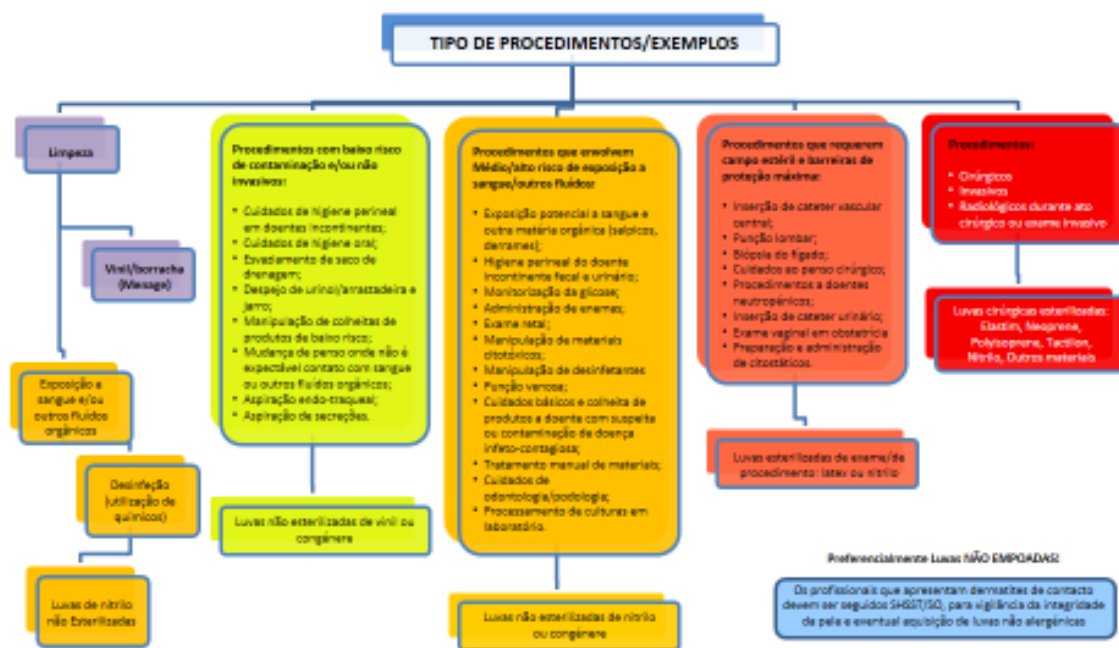 TIPO DE PROCEDIMENTOS/EXEMPLOS
Limpeza
Vinil/borracha
(Menage)
Exposição a
sangue e/ou
outros fluidos
orgânicos
Desinfeção
(utilização de
químicos)
Luvas de nitrilo
não Esterilizadas
Procedimentos com baixo risco
de contaminação e/ou não
invasivos:
• Cuidados de higiene perineal
em doentes incontinentes;
• Cuidados de higiene oral;
• Esvaziamento de saco de
drenagem;
• Despejo de urinol/arrastadeira e
jarro;
• Manipulação de colheitas de
produtos de baixo risco;
• Mudança de penso onde não é
expectável contato com sangue
ou outros fluidos orgânicos;
• Aspiração endo-traqueal;
• Aspiração de secreções.
Luvas não esterilizadas de vinil ou
congénere
Procedimentos que envolvem
Médio/alto risco de exposição a
sangue/outros fluidos:
• Exposição potencial a sangue e
outra matéria orgânica (salpicos,
derrames);
• Higiene perineal do doente
incontinente fecal e urinário;
• Monitorização da glicose;
• Administração de enemas;
• Exame retal;
• Manipulação de materiais
citotóxicos;
• Manipulação de desinfetantes
• Punção venosa;
• Cuidados básicos e colheita de
produtos a doente com suspeita
ou contaminação de doença
infeto-contagiosa;
• Tratamento manual de materiais;
• Cuidados de
odontologia/podologia;
• Processamento de culturas em
laboratório.
Luvas não esterilizadas de nitrilo
ou congénere
Procedimentos que requerem
campo estéril e barreiras de
proteção máxima:
• Inserção de cateter vascular
central;
• Punção lombar;
• Biópsia do fígado;
• Cuidados ao penso cirúrgico;
• Procedimentos a doentes
neutropénicos;
• Inserção de cateter urinário;
• Exame vaginal em obstetrícia
• Preparação e administração
de citostáticos.
Luvas esterilizadas de exame/de
procedimento: latex ou nitrilo
Procedimentos:
• Cirúrgicos
• Invasivos
• Radiológicos durante ato
cirúrgico ou exame invasivo
Luvas cirúrgicas esterilizadas:
Elastim, Neoprene,
Polyisoprene, Tactilon,
Nitrilo, Outros materiais
Preferencialmente Luvas NÃO EMPOADAS:
Os profissionais que apresentam dermatites de contacto
devem ser seguidos SHSST/SO, para vigilância da integridade
da pele e eventual aquisição de luvas não alergénicas